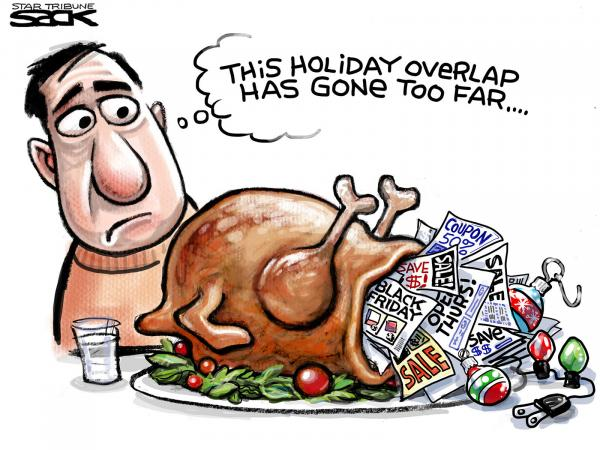 STAR TRIBUNE
SACK
THIS HOLIDAY OVERLAP
HAS GONE TOO FAR....
COUPON
50%
SALE!
SAVE
$!
SALE
BLACK
FRIDAY
OPEN
THURS!
SAVE
$$
SALE